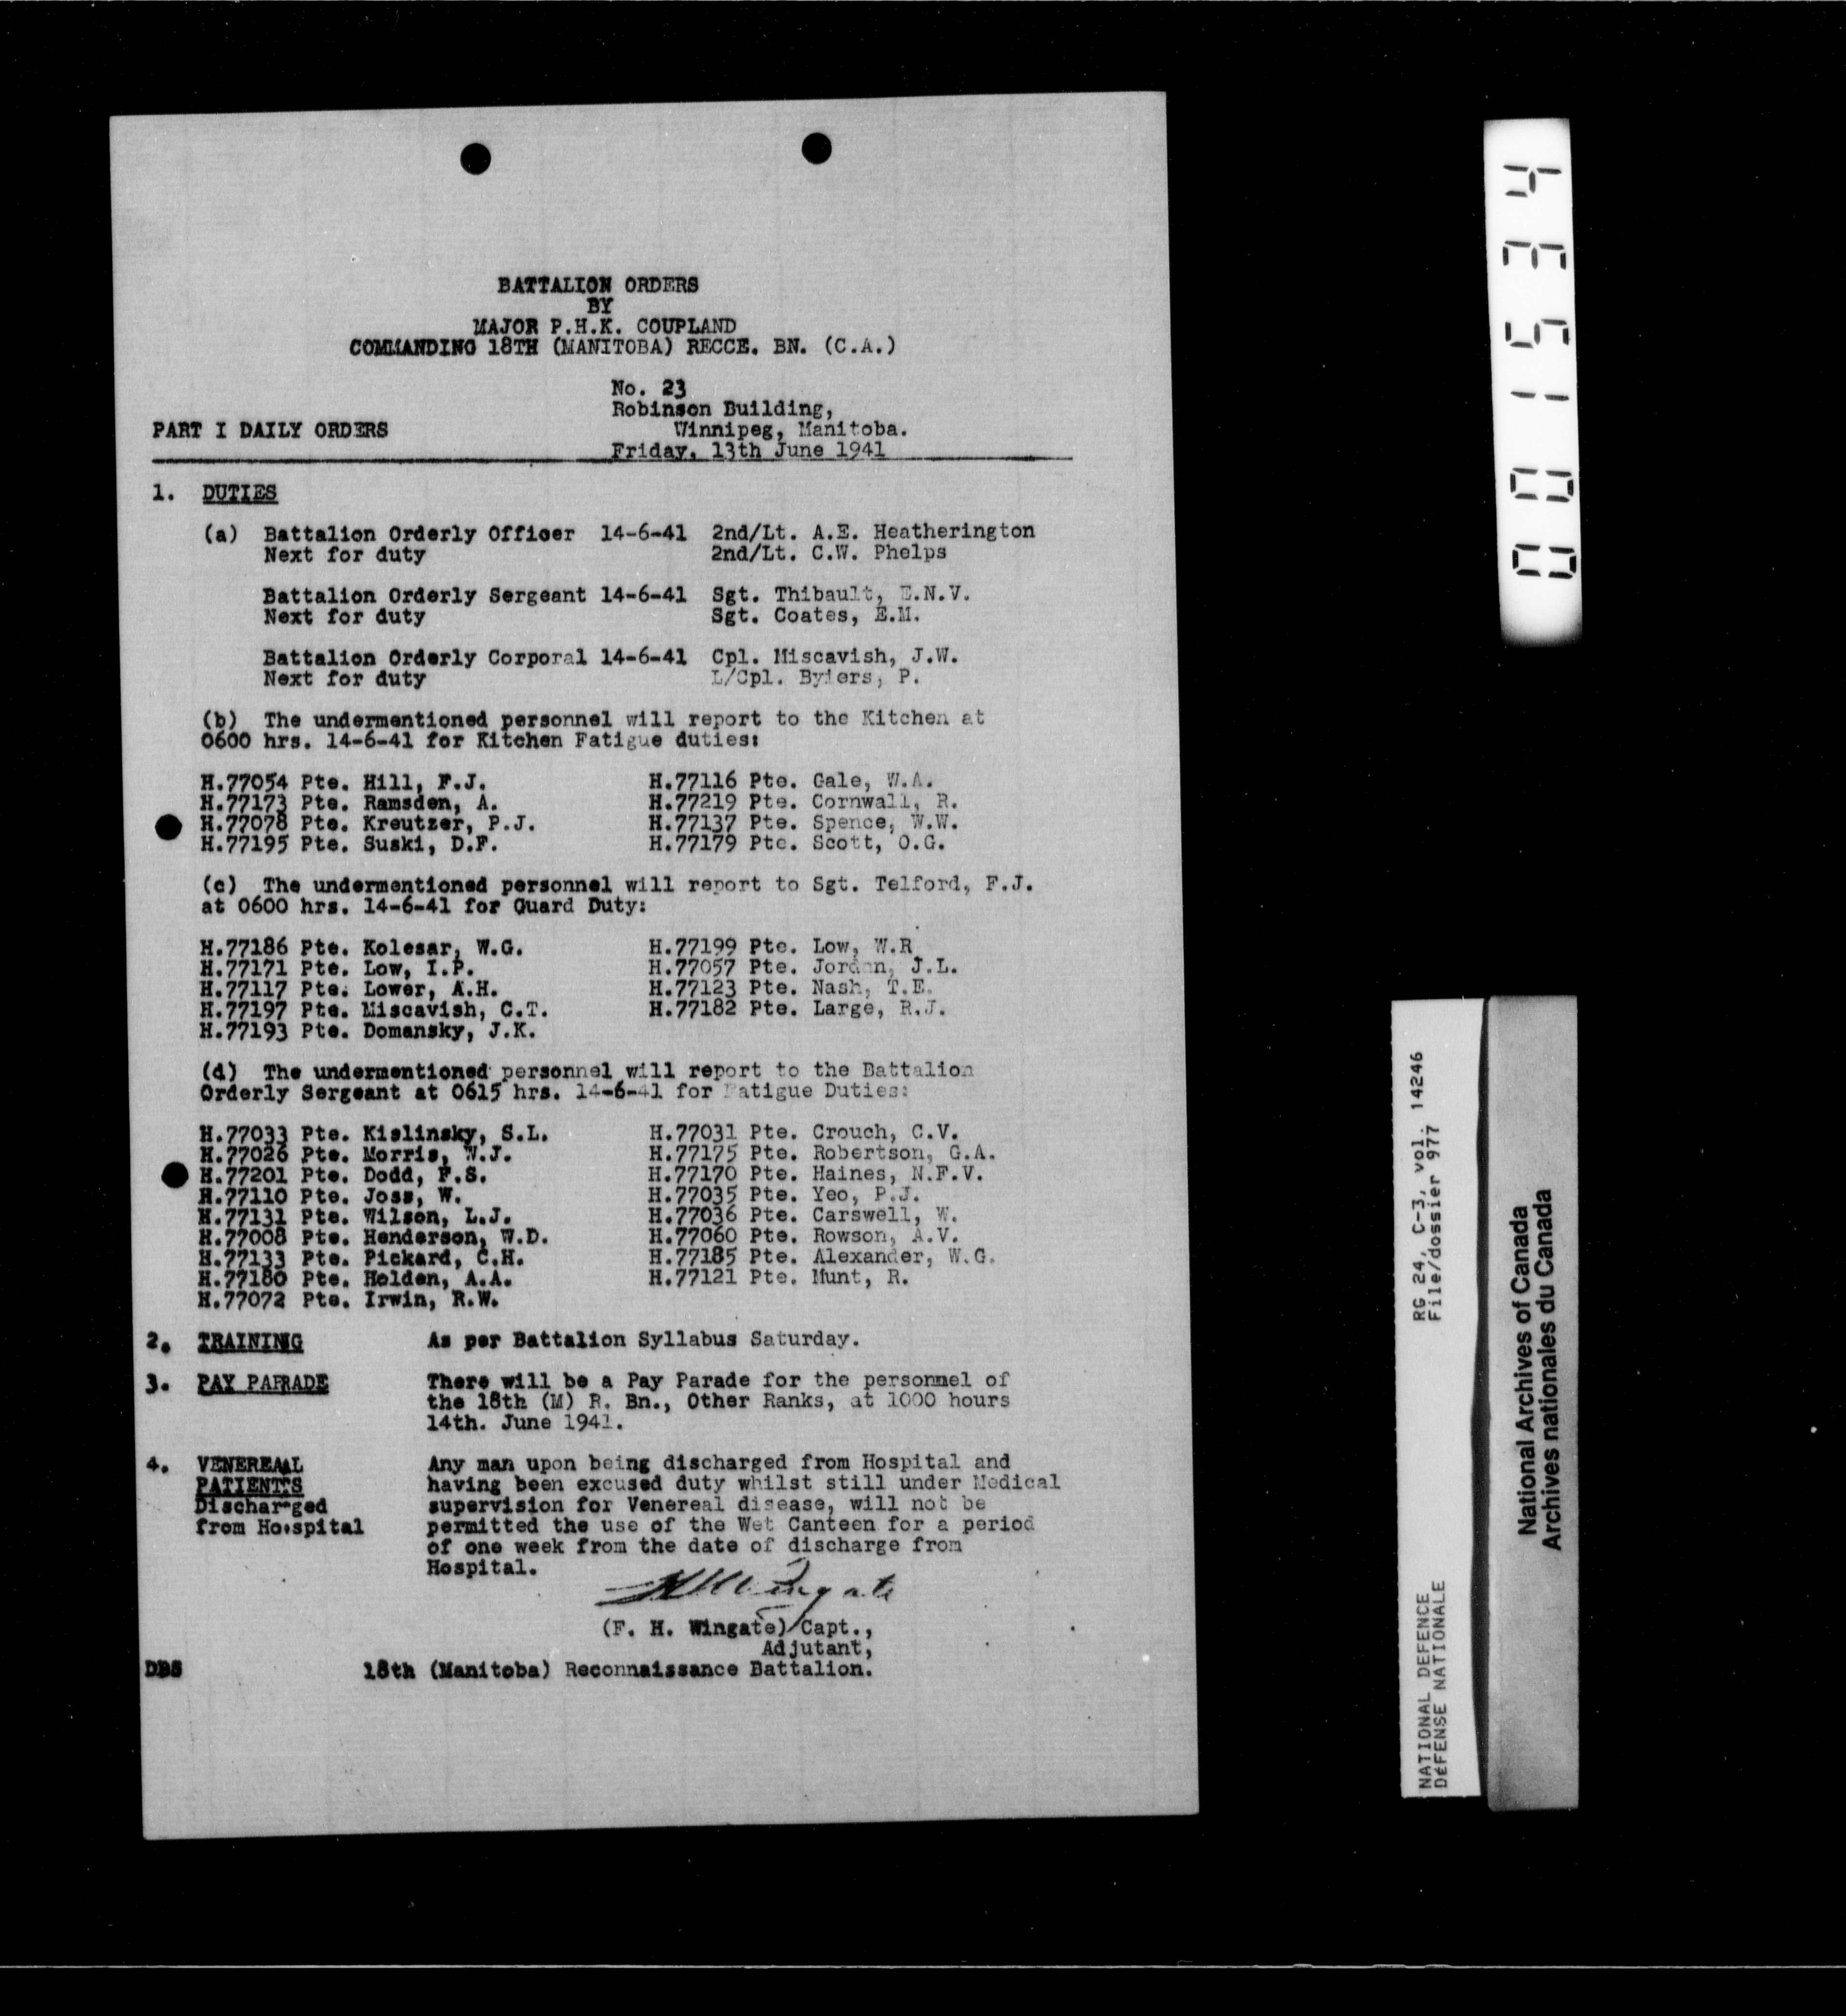 BATTALION ORDERS
BY
MAJOR P.H.K. COUPLAND
COMMANDING 18TH (MANITOBA) RECCE. BN. (C.A.)
No. 23
Robinson Building,
PART I DAILY ORDERS Winnipeg, Manitoba.
Friday, 13th June 1941
1. DUTIES
(a) Battalion Orderly Officer 14-6-41 2nd/Lt. A.E. Heatherington
Next for duty 2nd/Lt. C.W. Phelps
Battalion Orderly Sergeant 14-6-41 Sgt. Thibault, E.N.V.
Next for duty Sgt. Coates, E.M.
Battalion Orderly Corporal 14-6-41 Cpl. Miscavish, J.W.
Next for duty L/Cpl. Byiers, P.
(b) The undermentioned personnel will report to the Kitchen at
0600 hrs. 14-6-41 for Kitchen Fatigue duties:
H.77054 Pte. Hill, F.J. H.77116 Pte. Gale, W.A.
H.77173 Pte. Ramsden, A. H.77219 Pte. Cornwall, R.
H.77078 Pte. Kreutzer, P.J. H.77137 Pte. Spence, W.W.
H.77195 Pte. Suski, D.F. H.77179 Pte. Scott, O.G.
(c) The undermentioned personnel will report to Sgt. Telford, F.J.
at 0600 hrs. 14-6-41 for Guard Duty:
H.77186 Pte. Kolesar, W.G. H.77199 Pte. Low, W.R.
H.77171 Pte. Low, I.P. H.77057 Pte. Jordan, J.L.
H.77117 Pte. Lower, A.H. H.77123 Pte. Nash, T.E.
H.77197 Pte. Miscavish, C.T. H.77182 Pte. Large, R.J.
H.77193 Pte. Domansky, J.K.
(d) The undermentioned personnel will report to the Battalion
Orderly Sergeant at 0615 hrs. 14-6-41 for Fatigue Duties:
H.77033 Pte. Kislinsky, S.L. H.77031 Pte. Crouch, C.V.
H.77026 Pte. Morris, W.J. H.77175 Pte. Robertson, G.A.
H.77201 Pte. Dodd, F.S. H.77170 Pte. Haines, N.F.V.
H.77110 Pte. Joss, W. H.77035 Pte. Yeo, P.J.
H.77131 Pte. Wilson, L.J. H.77036 Pte. Carswell, W.
H.77008 Pte. Henderson, W.D. H.77060 Pte. Rowson, A.V.
H.77133 Pte. Pickard, C.H. H.77185 Pte. Alexander, W.G.
H.77180 Pte. Holden, A.A. H.77121 Pte. Munt, R.
H.77072 Pte. Irwin, R.W.
2. TRAINING As per Battalion Syllabus Saturday.
3. PAY PARADE There will be a Pay Parade for the personnel of
the 18th (M) R. Bn., Other Ranks, at 1000 hours
14th. June 1941.
4. VENEREAL Any man upon being discharged from Hospital and
PATIENTS having been excused duty whilst still under Medical
Discharged supervision for Venereal disease, will not be
from Hospital permitted the use of the Wet Canteen for a period
of one week from the date of discharge from
Hospital.
(F. H. Wingate) Capt.,
Adjutant,
DBS 18th (Manitoba) Reconnaissance Battalion.
001534
RG 24, C-3, vol. 14246
File/dossier 977
NATIONAL DEFENCE
DÉFENSE NATIONALE
National Archives of Canada
Archives nationales du Canada